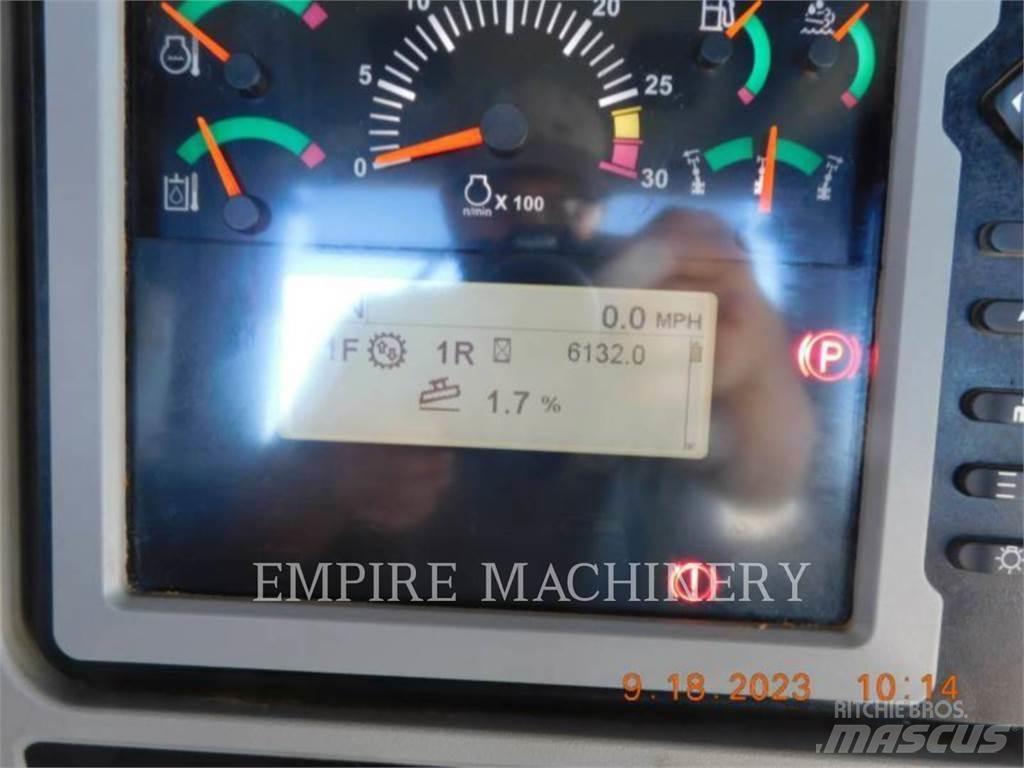 10
20
5
25
0
30
n/min X 100
N
0.0 MPH
1F 1R 6132.0
1.7 %
P
EMPIRE MACHINERY
9.18.2023 10:14
RITCHIE BROS.
MASCUS